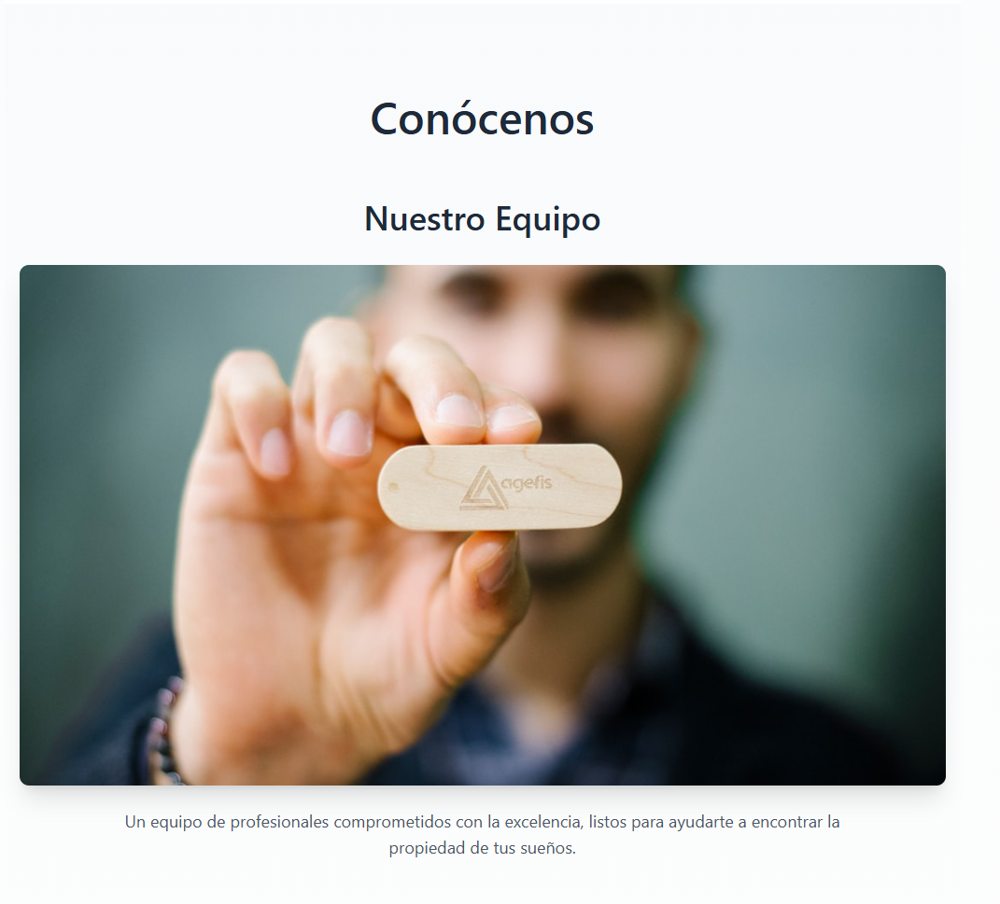 Conócenos
Nuestro Equipo
agefis
Un equipo de profesionales comprometidos con la excelencia, listos para ayudarte a encontrar la
propiedad de tus sueños.